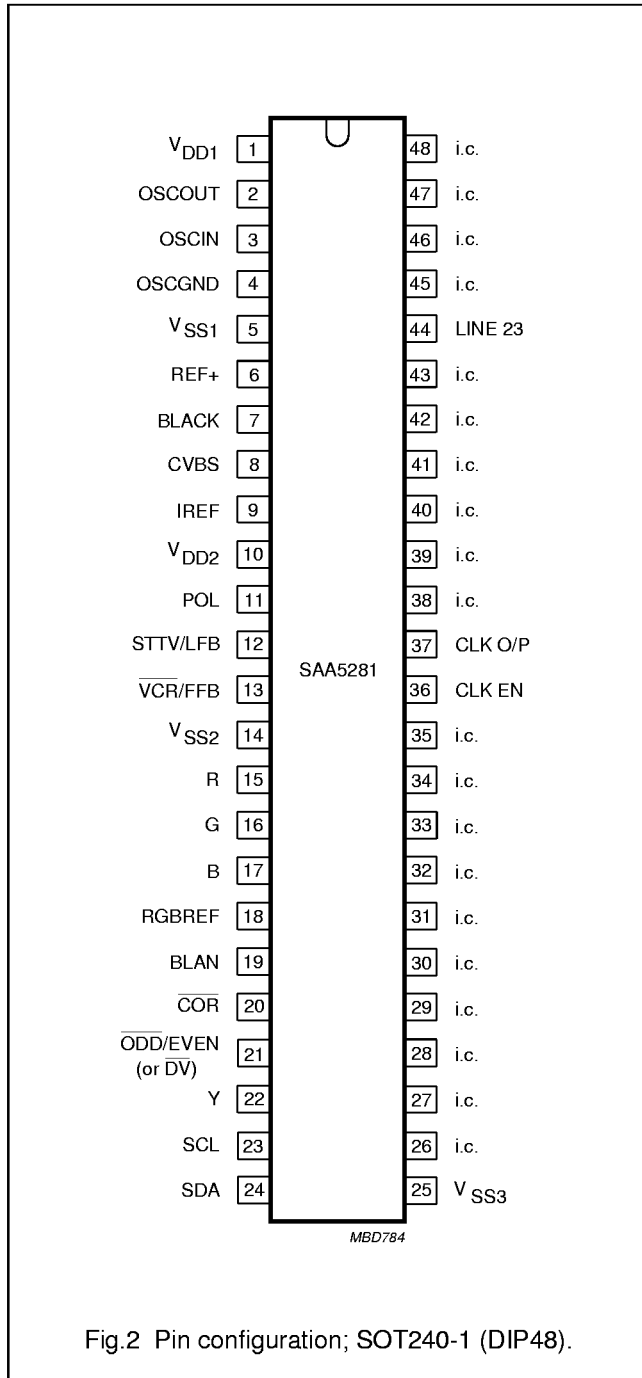 VDD1 1 48 i.c.
OSCOUT 2 47 i.c.
OSCIN 3 46 i.c.
OSCGND 4 45 i.c.
VSS1 5 44 LINE 23
REF+ 6 43 i.c.
BLACK 7 42 i.c.
CVBS 8 41 i.c.
IREF 9 40 i.c.
VDD2 10 39 i.c.
POL 11 38 i.c.
STTV/LFB 12 37 CLK O/P
SAA5281
V̅C̅R̅/FFB 13 36 CLK EN
VSS2 14 35 i.c.
R 15 34 i.c.
G 16 33 i.c.
B 17 32 i.c.
RGBREF 18 31 i.c.
BLAN 19 30 i.c.
C̅O̅R̅ 20 29 i.c.
O̅D̅D̅/EVEN 21 28 i.c.
(or D̅V̅)
Y 22 27 i.c.
SCL 23 26 i.c.
SDA 24 25 VSS3
MBD784
Fig.2 Pin configuration; SOT240-1 (DIP48).